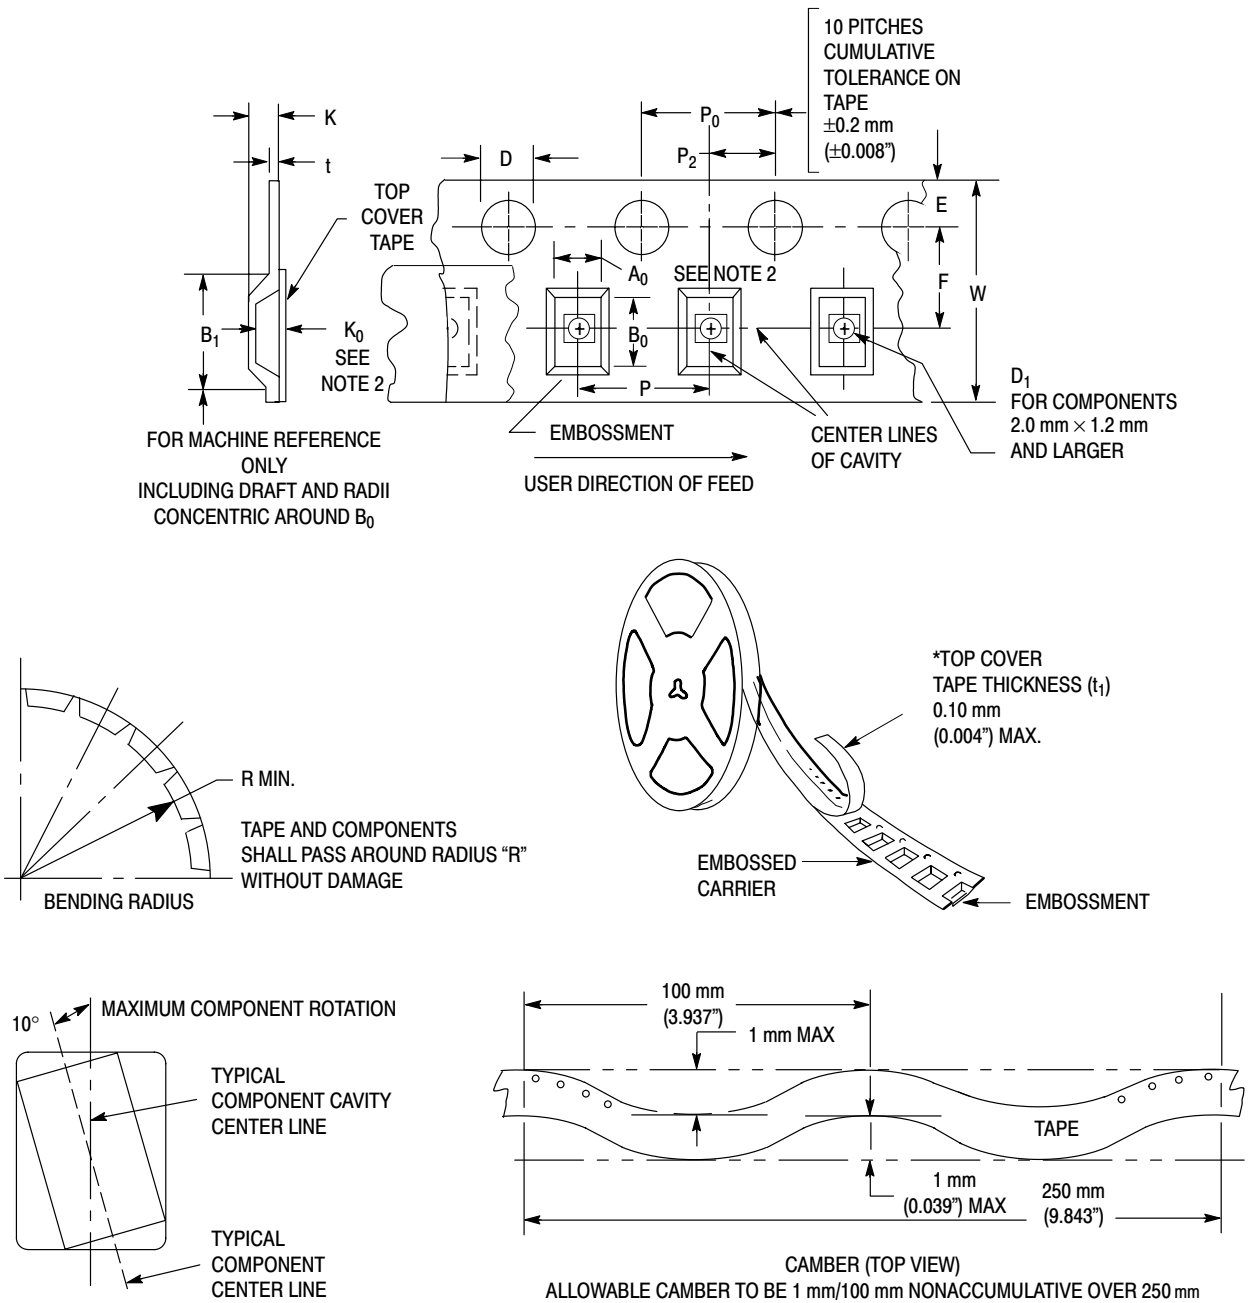 10 PITCHES
CUMULATIVE
TOLERANCE ON
TAPE
±0.2 mm
(±0.008”)
K
t
P0
P2
D
TOP
COVER
TAPE
E
F
W
A0
SEE NOTE 2
B1
K0
SEE
NOTE 2
B0
P
FOR MACHINE REFERENCE
ONLY
INCLUDING DRAFT AND RADII
CONCENTRIC AROUND B0
EMBOSSMENT
USER DIRECTION OF FEED
CENTER LINES
OF CAVITY
D1
FOR COMPONENTS
2.0 mm × 1.2 mm
AND LARGER
R MIN.
TAPE AND COMPONENTS
SHALL PASS AROUND RADIUS “R”
WITHOUT DAMAGE
BENDING RADIUS
*TOP COVER
TAPE THICKNESS (t1)
0.10 mm
(0.004”) MAX.
EMBOSSED
CARRIER
EMBOSSMENT
10°
MAXIMUM COMPONENT ROTATION
TYPICAL
COMPONENT CAVITY
CENTER LINE
TYPICAL
COMPONENT
CENTER LINE
100 mm
(3.937”)
1 mm MAX
TAPE
1 mm
(0.039”) MAX
250 mm
(9.843”)
CAMBER (TOP VIEW)
ALLOWABLE CAMBER TO BE 1 mm/100 mm NONACCUMULATIVE OVER 250 mm